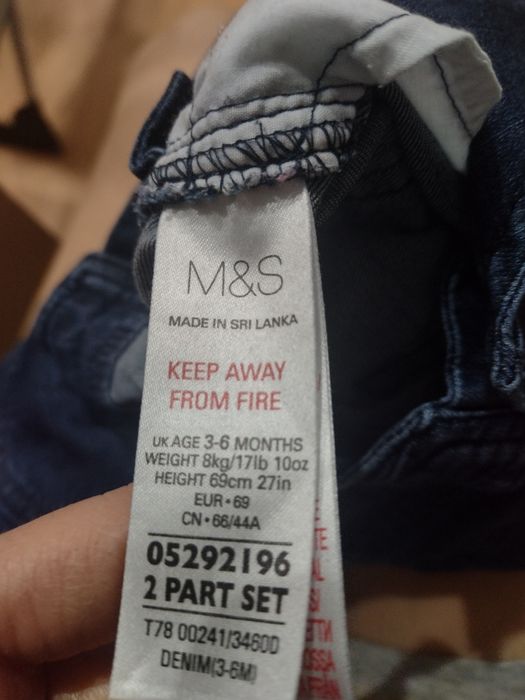 M&S
MADE IN SRI LANKA
KEEP AWAY
FROM FIRE
UK AGE 3-6 MONTHS
WEIGHT 8kg/17lb 10oz
HEIGHT 69cm 27in
EUR•69
CN•66/44A
05292196
2 PART SET
T78 00241/3460D
DENIM(3-6M)